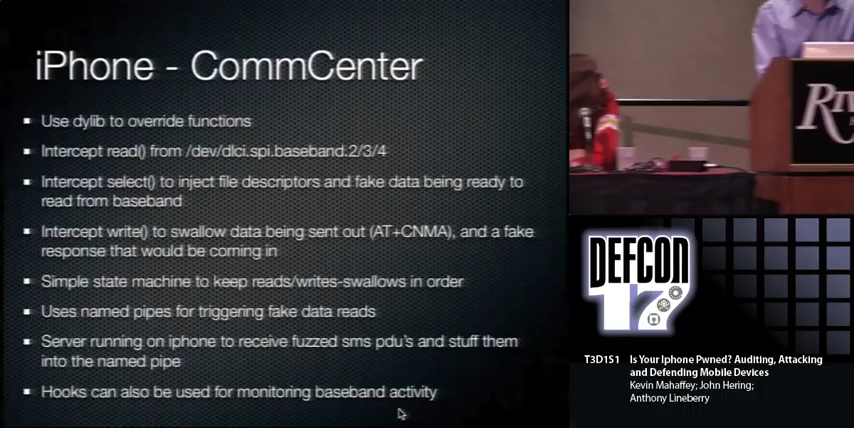 iPhone - CommCenter
Use dylib to override functions
Intercept read() from /dev/dlci.spi.baseband.2/3/4
Intercept select() to inject file descriptors and fake data being ready to
read from baseband
Intercept write() to swallow data being sent out (AT+CNMA), and a fake
response that would be coming in
Simple state machine to keep reads/writes-swallows in order
Uses named pipes for triggering fake data reads
Server running on iphone to receive fuzzed sms pdu's and stuff them
into the named pipe
Hooks can also be used for monitoring baseband activity
DEFCON
17
T3D1S1 Is Your Iphone Pwned? Auditing, Attacking
and Defending Mobile Devices
Kevin Mahaffey; John Hering;
Anthony Lineberry